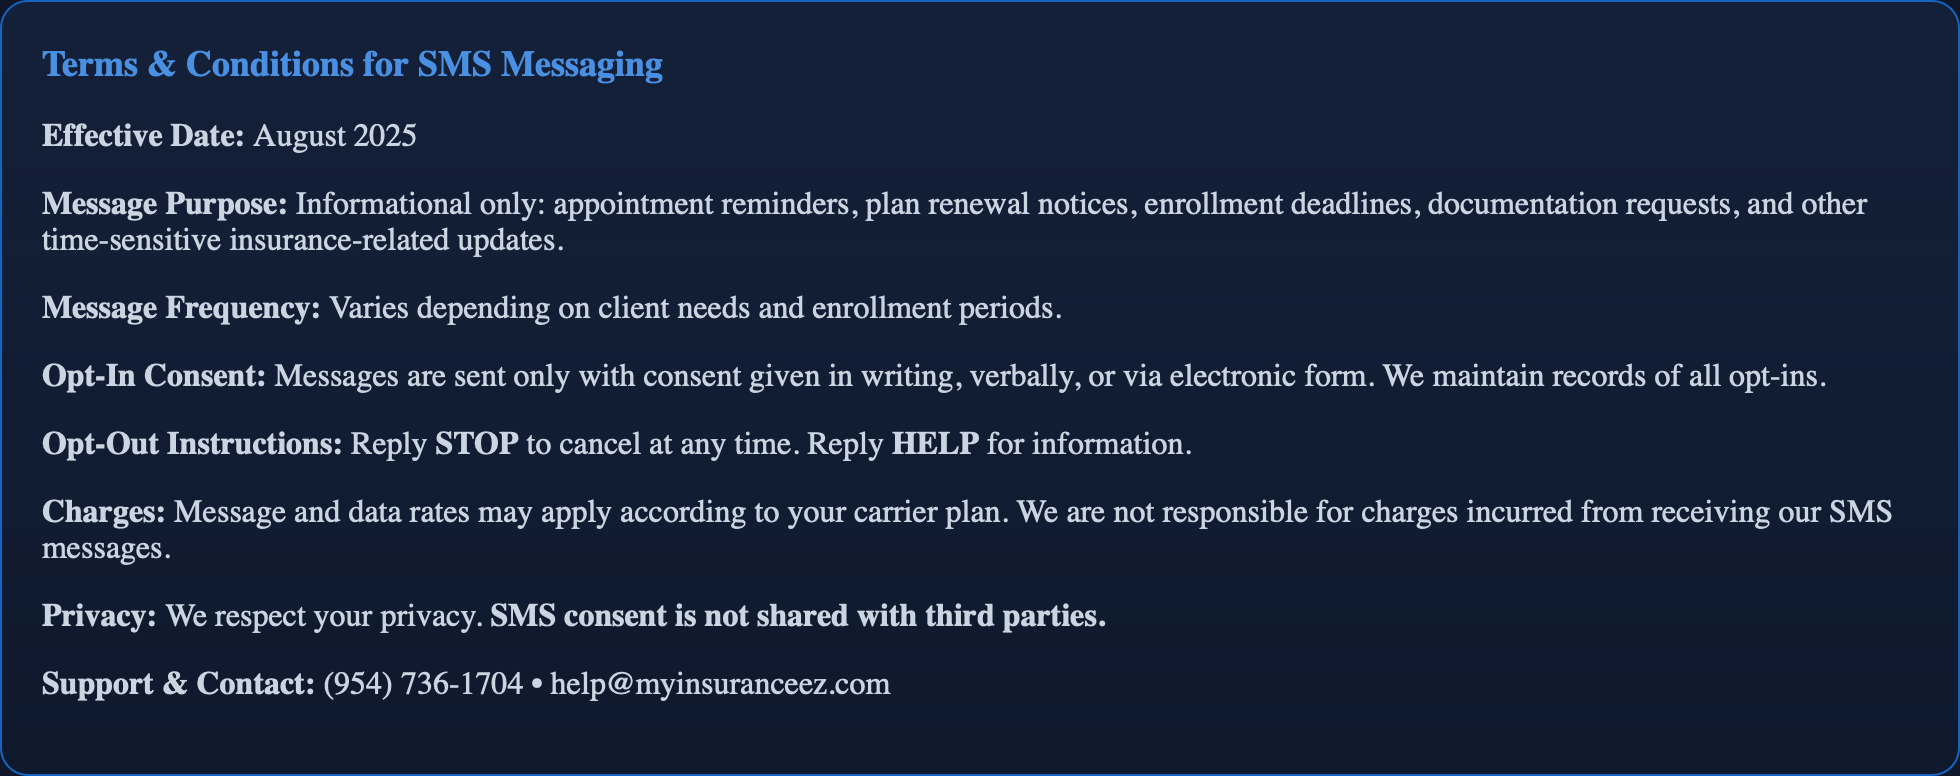 Terms & Conditions for SMS Messaging
Effective Date: August 2025
Message Purpose: Informational only: appointment reminders, plan renewal notices, enrollment deadlines, documentation requests, and other
time-sensitive insurance-related updates.
Message Frequency: Varies depending on client needs and enrollment periods.
Opt-In Consent: Messages are sent only with consent given in writing, verbally, or via electronic form. We maintain records of all opt-ins.
Opt-Out Instructions: Reply STOP to cancel at any time. Reply HELP for information.
Charges: Message and data rates may apply according to your carrier plan. We are not responsible for charges incurred from receiving our SMS
messages.
Privacy: We respect your privacy. SMS consent is not shared with third parties.
Support & Contact: (954) 736-1704 • help@myinsuranceez.com